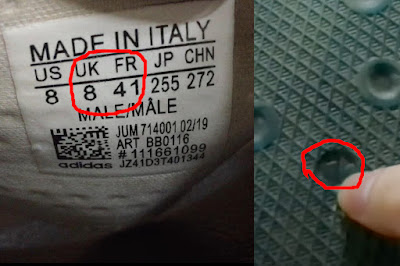 MADE IN ITALY
US UK FR JP CHN
8 8 41 255 272
MALE/MÂLE
JUM 714001 02/19
ART BB0116
# 111661099
adidas JZ41D3T401344